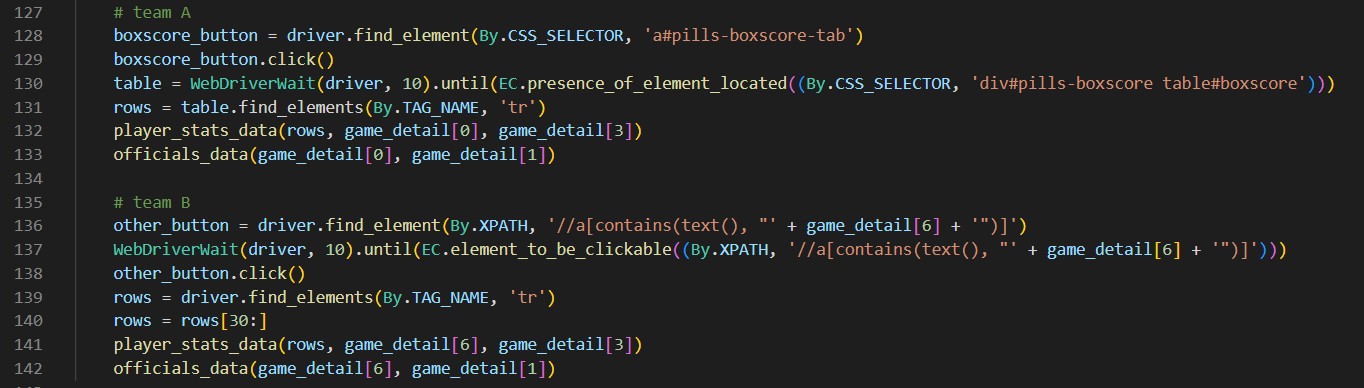 127 # team A
128 boxscore_button = driver.find_element(By.CSS_SELECTOR, 'a#pills-boxscore-tab')
129 boxscore_button.click()
130 table = WebDriverWait(driver, 10).until(EC.presence_of_element_located((By.CSS_SELECTOR, 'div#pills-boxscore table#boxscore')))
131 rows = table.find_elements(By.TAG_NAME, 'tr')
132 player_stats_data(rows, game_detail[0], game_detail[3])
133 officials_data(game_detail[0], game_detail[1])
134
135 # team B
136 other_button = driver.find_element(By.XPATH, '//a[contains(text(), "' + game_detail[6] + '")]')
137 WebDriverWait(driver, 10).until(EC.element_to_be_clickable((By.XPATH, '//a[contains(text(), "' + game_detail[6] + '")]')))
138 other_button.click()
139 rows = driver.find_elements(By.TAG_NAME, 'tr')
140 rows = rows[30:]
141 player_stats_data(rows, game_detail[6], game_detail[3])
142 officials_data(game_detail[6], game_detail[1])